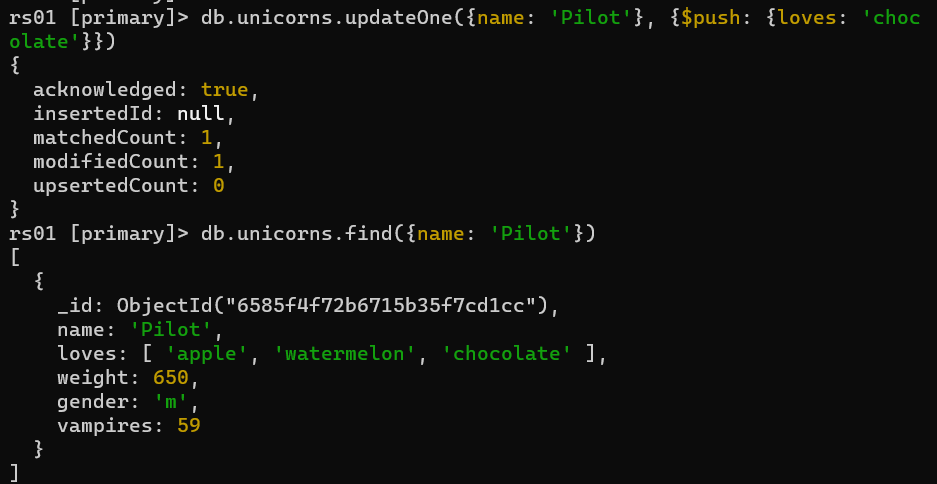 rs01 [primary]> db.unicorns.updateOne({name: 'Pilot'}, {$push: {loves: 'choc
olate'}})
{
  acknowledged: true,
  insertedId: null,
  matchedCount: 1,
  modifiedCount: 1,
  upsertedCount: 0
}
rs01 [primary]> db.unicorns.find({name: 'Pilot'})
[
  {
    _id: ObjectId("6585f4f72b6715b35f7cd1cc"),
    name: 'Pilot',
    loves: [ 'apple', 'watermelon', 'chocolate' ],
    weight: 650,
    gender: 'm',
    vampires: 59
  }
]